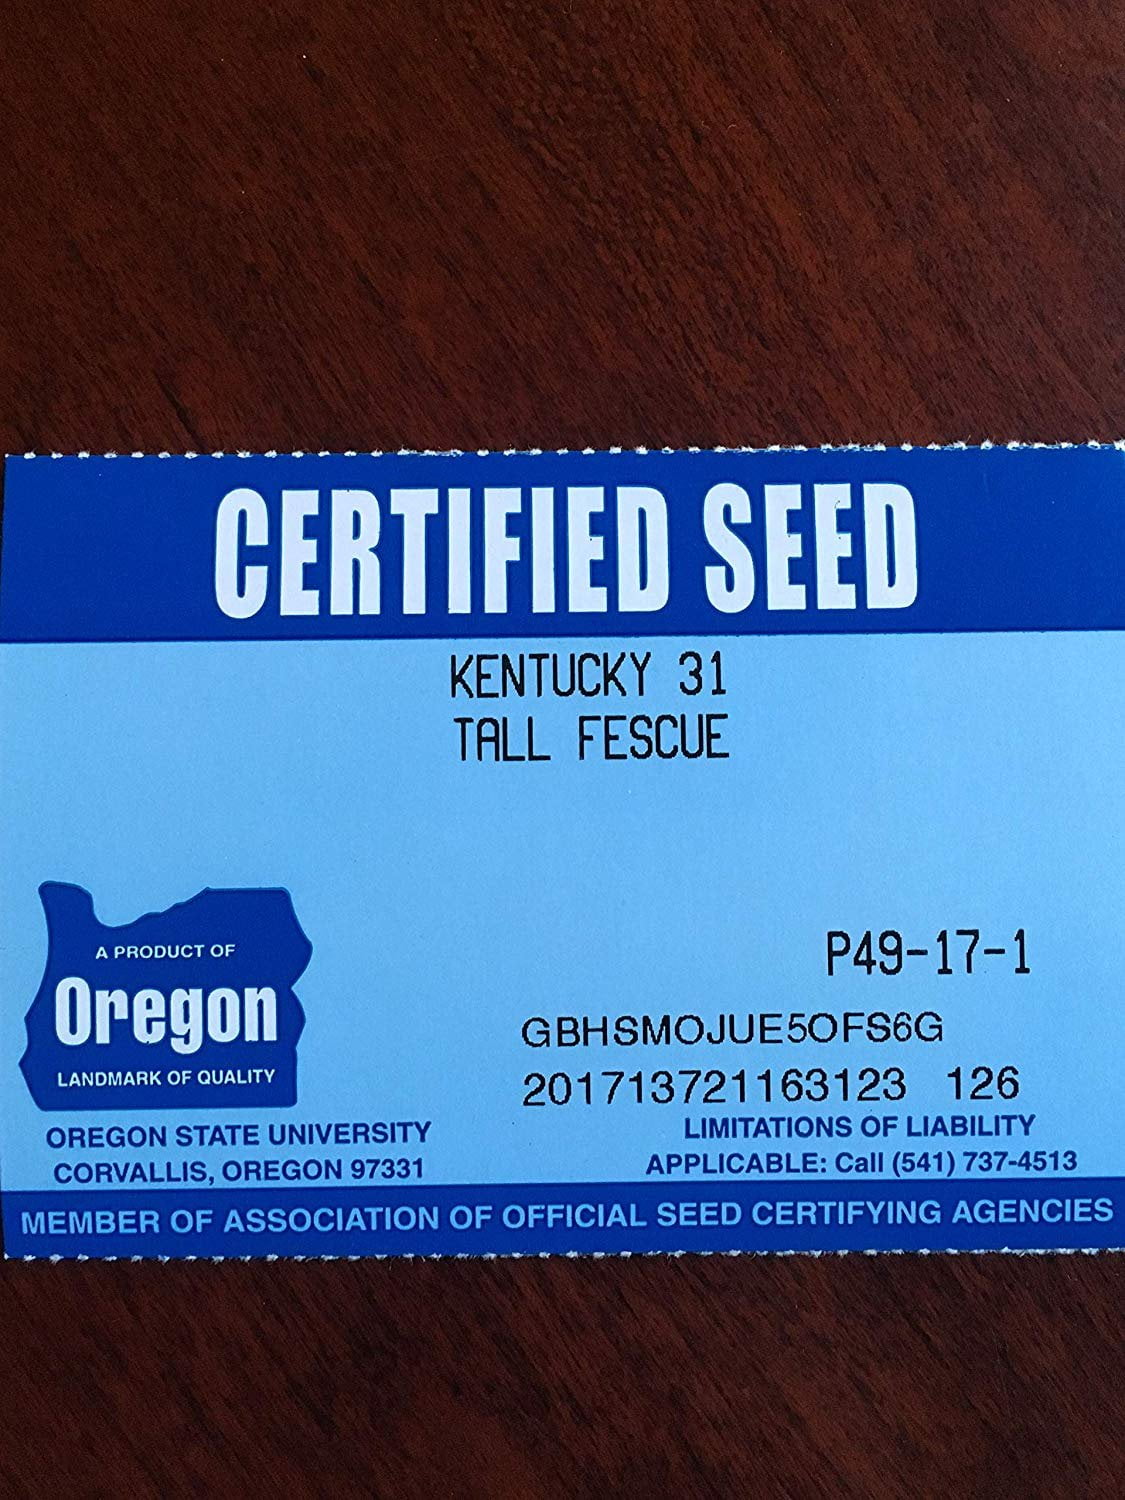 CERTIFIED SEED
KENTUCKY 31
TALL FESCUE
A PRODUCT OF
Oregon
LANDMARK OF QUALITY
OREGON STATE UNIVERSITY
CORVALLIS, OREGON 97331
P49-17-1
GBHSMOJUE5OFS6G
201713721163123 126
LIMITATIONS OF LIABILITY
APPLICABLE: Call (541) 737-4513
MEMBER OF ASSOCIATION OF OFFICIAL SEED CERTIFYING AGENCIES